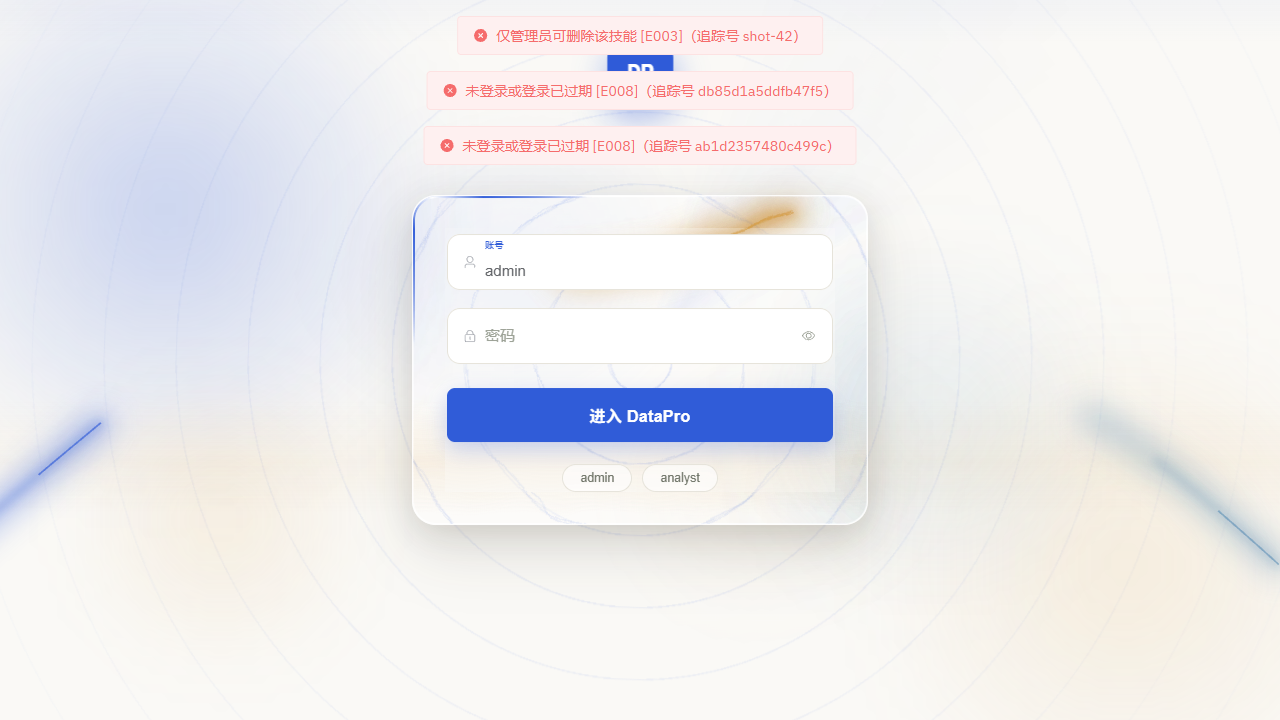 仅管理员可删除该技能 [E003]（追踪号 shot-42）
未登录或登录已过期 [E008]（追踪号 db85d1a5ddfb47f5）
未登录或登录已过期 [E008]（追踪号 ab1d2357480c499c）
账号
admin
密码
进入 DataPro
admin analyst